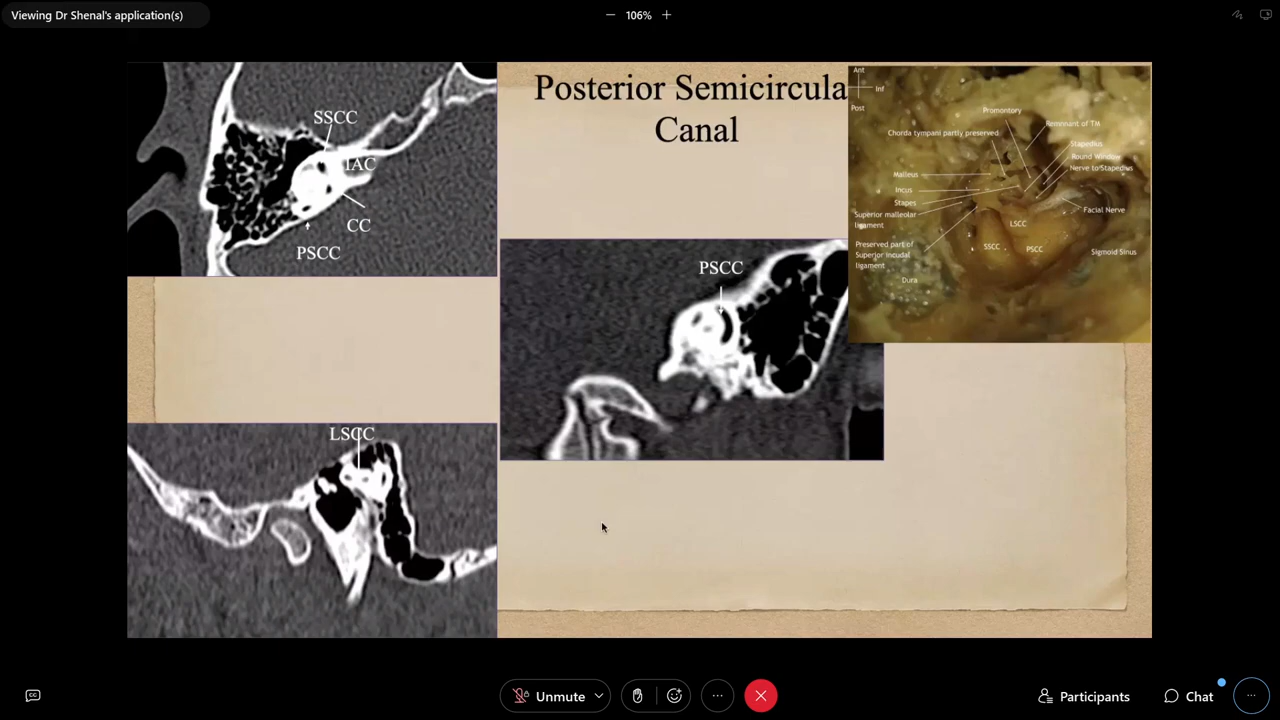 Viewing Dr Shenal's application(s)
106%
SSCC
IAC
CC
PSCC
Posterior Semicircula
Canal
PSCC
LSCC
Ant
Inf
Post
Promontory
Remnant of TM
Chorda tympani partly preserved
Stapedius
Round Window
Nerve to Stapedius
Malleus
Incus
Stapes
Superior malleolar
ligament
Facial Nerve
LSCC
Preserved part of
Superior incudal
ligament
SSCC
PSCC
Sigmoid Sinus
Dura
CC
Unmute
Participants
Chat